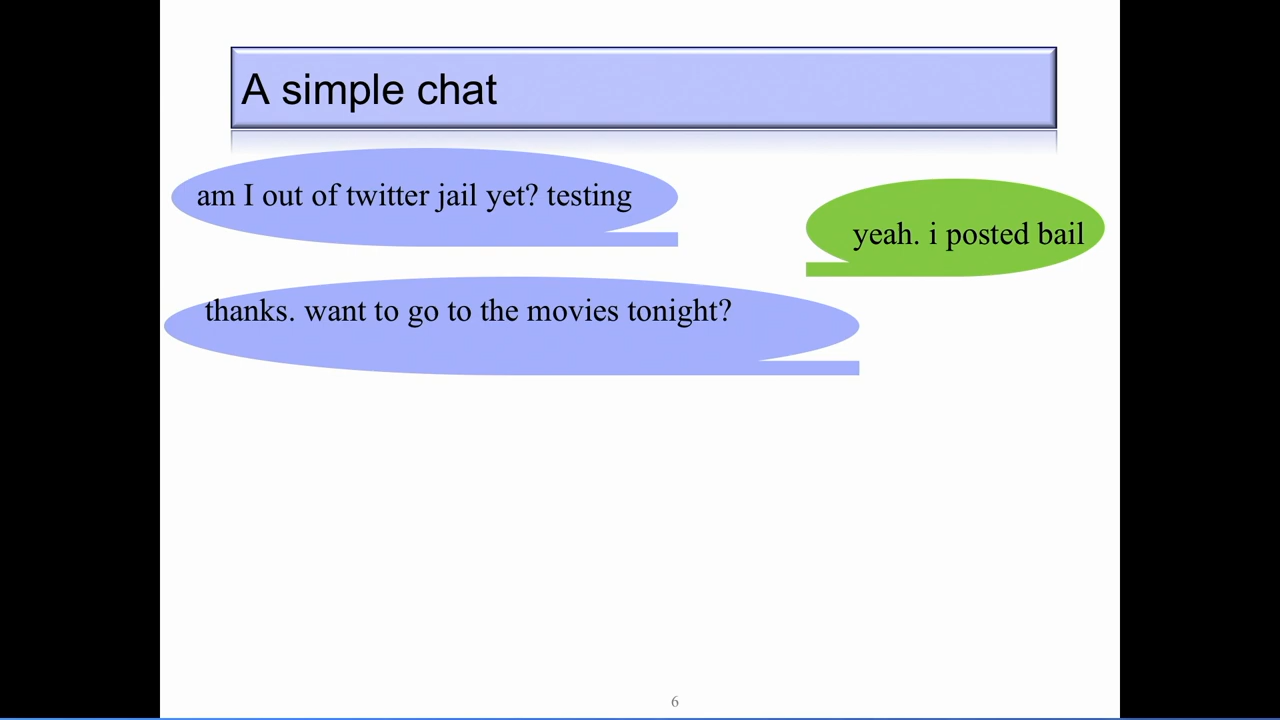 A simple chat
am I out of twitter jail yet? testing
yeah. i posted bail
thanks. want to go to the movies tonight?
6